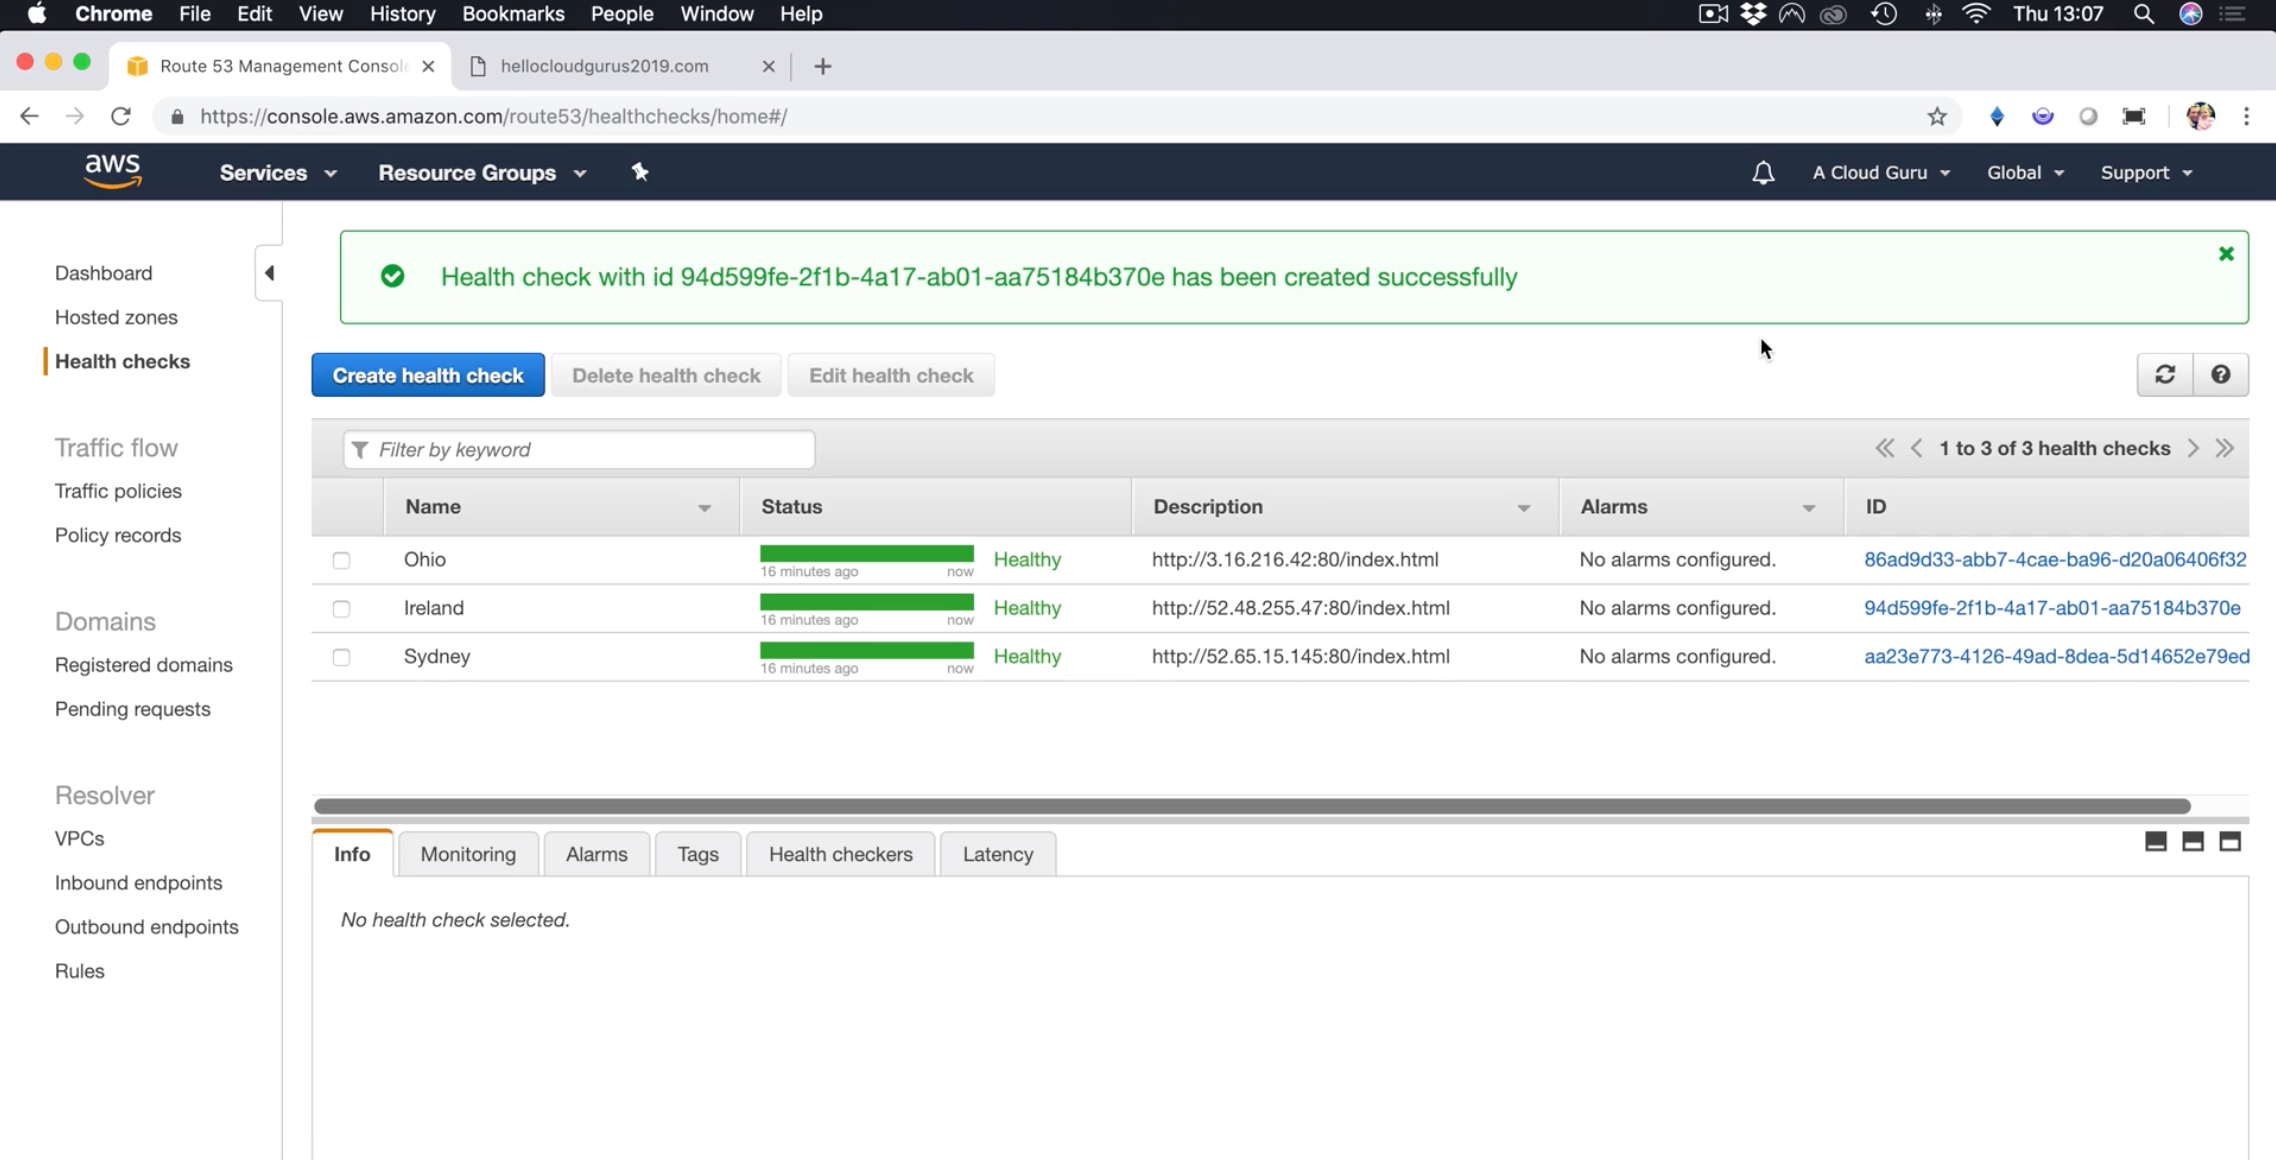 Chrome File Edit View History Bookmarks People Window Help Thu 13:07
Route 53 Management Console hellocloudgurus2019.com
https://console.aws.amazon.com/route53/healthchecks/home#/
aws Services Resource Groups A Cloud Guru Global Support
Dashboard
Hosted zones
Health checks
Traffic flow
Traffic policies
Policy records
Domains
Registered domains
Pending requests
Resolver
VPCs
Inbound endpoints
Outbound endpoints
Rules
Health check with id 94d599fe-2f1b-4a17-ab01-aa75184b370e has been created successfully
Create health check Delete health check Edit health check
Filter by keyword 1 to 3 of 3 health checks
Name Status Description Alarms ID
Ohio Healthy http://3.16.216.42:80/index.html No alarms configured. 86ad9d33-abb7-4cae-ba96-d20a06406f32
16 minutes ago now
Ireland Healthy http://52.48.255.47:80/index.html No alarms configured. 94d599fe-2f1b-4a17-ab01-aa75184b370e
16 minutes ago now
Sydney Healthy http://52.65.15.145:80/index.html No alarms configured. aa23e773-4126-49ad-8dea-5d14652e79ed
16 minutes ago now
Info Monitoring Alarms Tags Health checkers Latency
No health check selected.